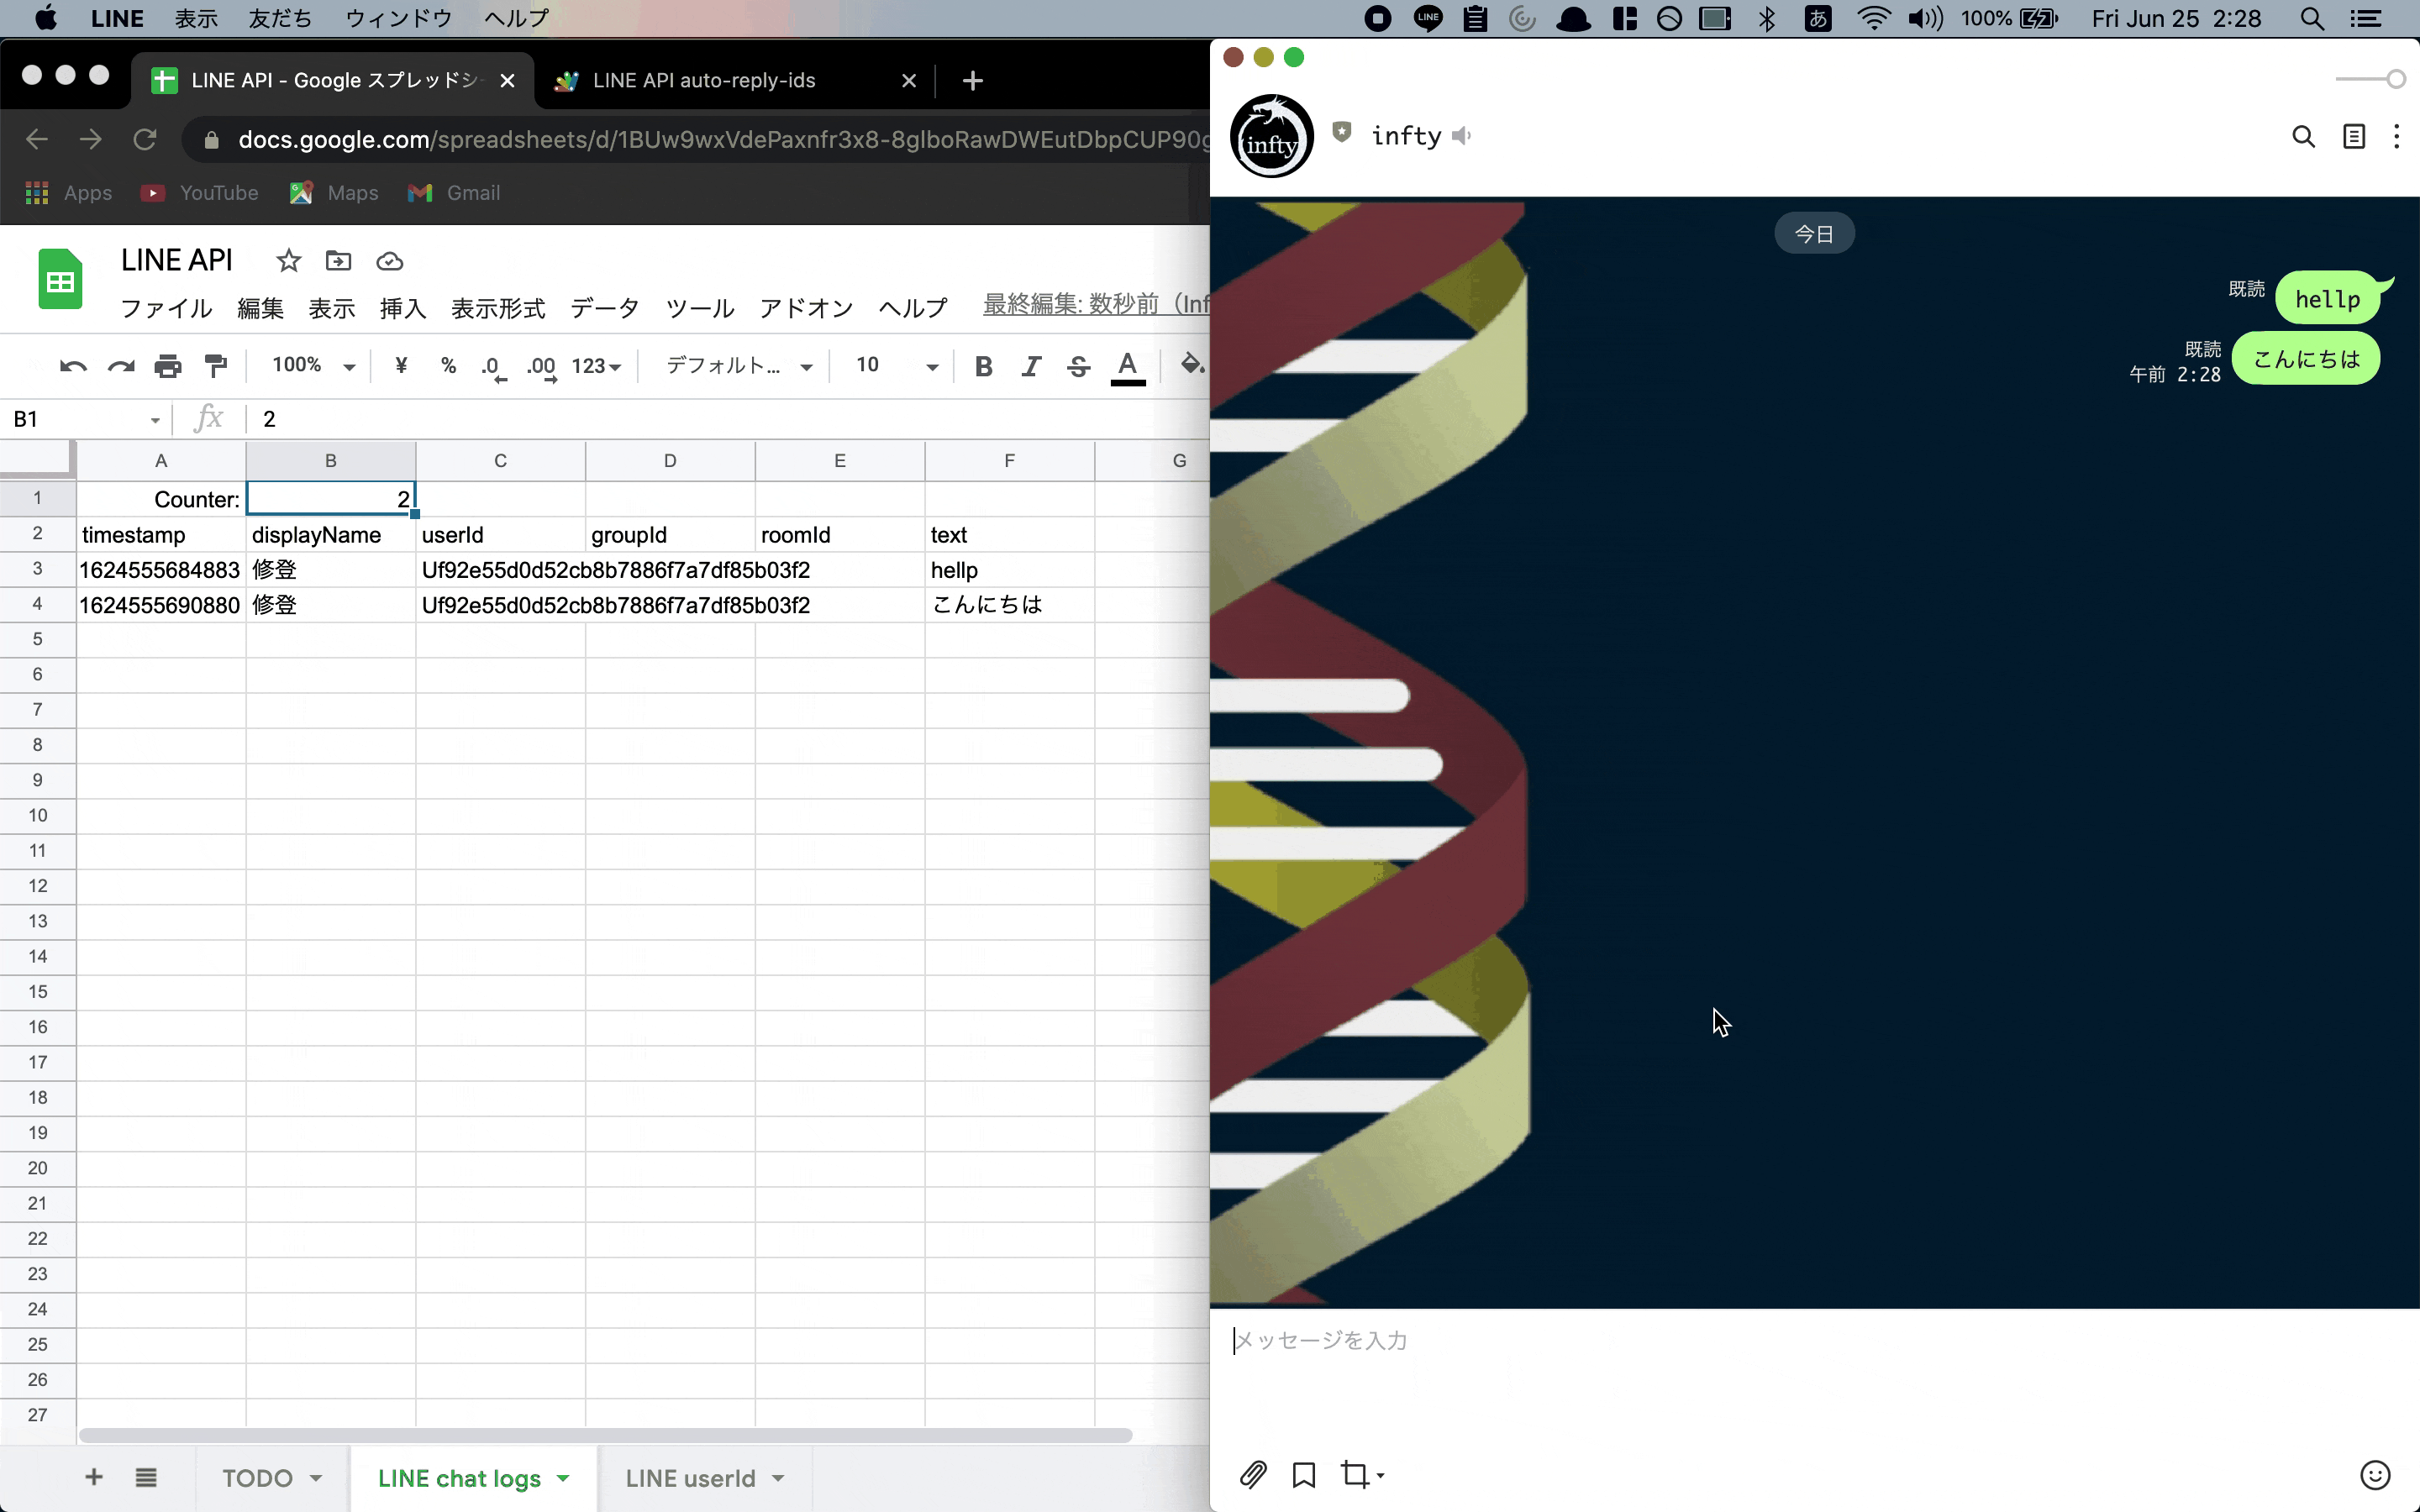 LINE 表示 友だち ウィンドウ ヘルプ LINE あ 100% Fri Jun 25 2:28
LINE API - Google スプレッドシ
LINE API auto-reply-ids
docs.google.com/spreadsheets/d/1BUw9wxVdePaxnfr3x8-8glboRawDWEutDbpCUP90g
Apps YouTube Maps Gmail
LINE API
ファイル 編集 表示 挿入 表示形式 データ ツール アドオン ヘルプ 最終編集: 数秒前 (Inf
100% ¥ % .0 .00 123 デフォルト... 10 B I S A
B1 fx 2
A B C D E F G
1 Counter: 2
2 timestamp displayName userId groupId roomId text
3 1624555684883 修登 Uf92e55d0d52cb8b7886f7a7df85b03f2 hellp
4 1624555690880 修登 Uf92e55d0d52cb8b7886f7a7df85b03f2 こんにちは
5
6
7
8
9
10
11
12
13
14
15
16
17
18
19
20
21
22
23
24
25
26
27
TODO LINE chat logs LINE userId
infty
infty
今日
既読 hellp
既読
午前 2:28 こんにちは
メッセージを入力